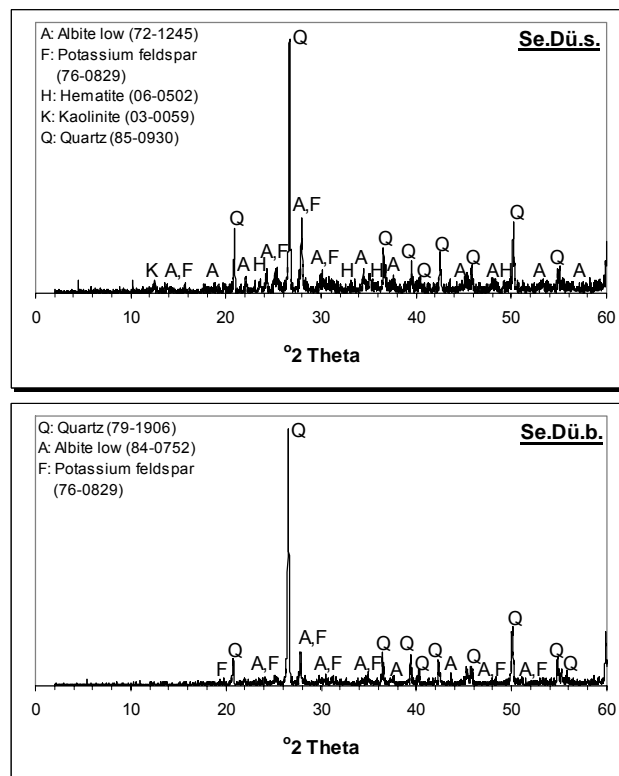 A: Albite low (72-1245)
F: Potassium feldspar
(76-0829)
H: Hematite (06-0502)
K: Kaolinite (03-0059)
Q: Quartz (85-0930)
Se.Dü.s.
Q
A,F
Q
K A,F A A H A,F A,F H A H A Q Q Q Q A Q A H Q A Q A
0 10 20 30 40 50 60
°2 Theta
Q: Quartz (79-1906)
A: Albite low (84-0752)
F: Potassium feldspar
(76-0829)
Se.Dü.b.
Q
Q
A,F
F Q A,F A,F A,F Q A Q Q Q A Q A,F A,F Q Q
0 10 20 30 40 50 60
°2 Theta